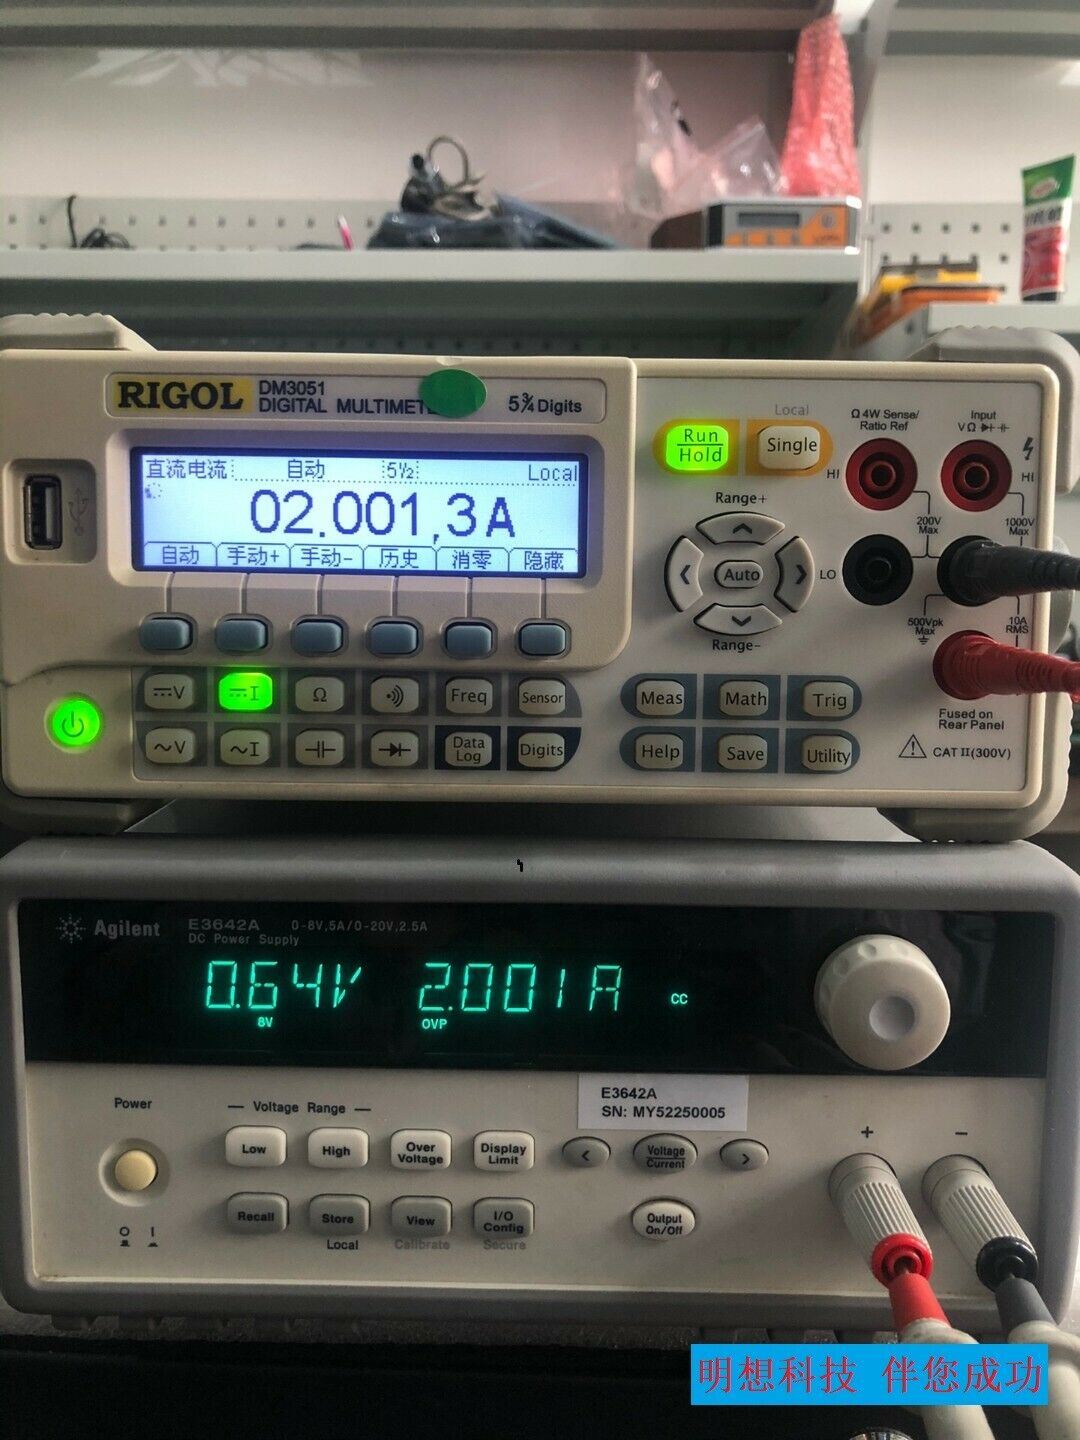 RIGOL DM3051
DIGITAL MULTIMET
5¾ Digits
直流电流 自动 5½ Local
02.001,3A
自动 手动+ 手动- 历史 消零 隐藏
Run
Hold
Local
Single
Range+
Auto
Range-
Ω 4W Sense/
Ratio Ref
Input
VΩ
HI
HI
200V
Max
1000V
Max
LO
500Vpk
Max
10A
RMS
Fused on
Rear Panel
CAT II(300V)
⎓V ⎓I Ω Freq Sensor
~V ~I Data
Log Digits
Meas Math Trig
Help Save Utility
Agilent E3642A 0-8V,5A/0-20V,2.5A
DC Power Supply
0.64V 2.001A CC
8V OVP
E3642A
SN: MY52250005
Power
Voltage Range
Low High Over
Voltage Display
Limit
< Voltage
Current >
Recall Store View I/O
Config
Local Calibrate Secure
Output
On/Off
O I
+ −
明想科技 伴您成功